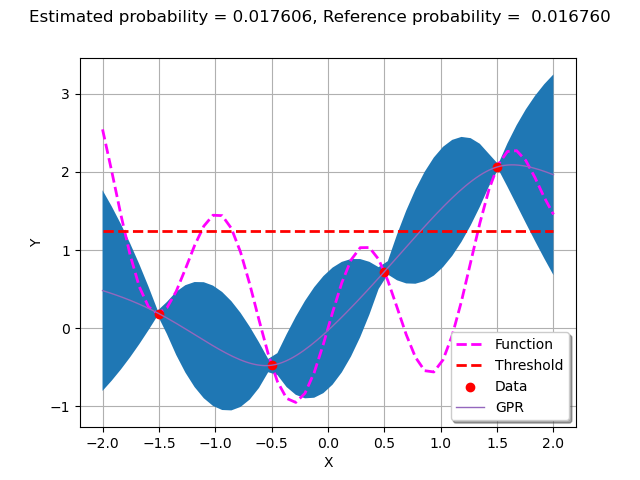 Estimated probability = 0.017606, Reference probability =  0.016760
3
2
1
0
−1
Y
−2.0 −1.5 −1.0 −0.5 0.0 0.5 1.0 1.5 2.0
X
Function
Threshold
Data
GPR